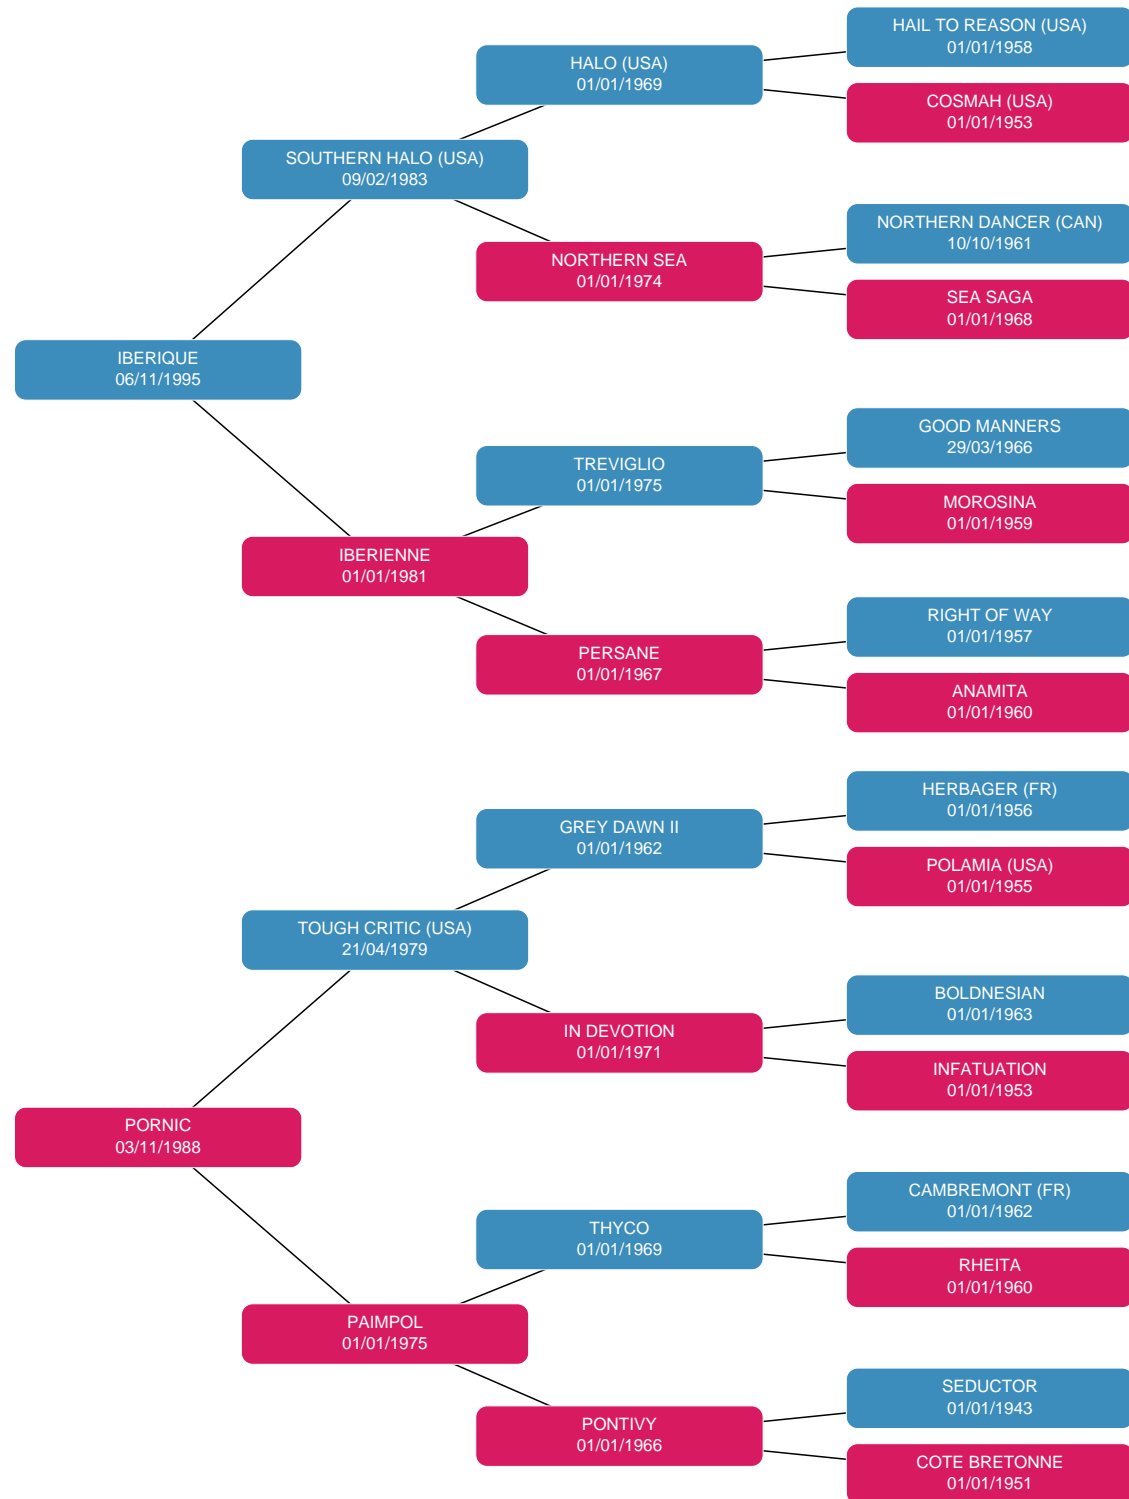 HAIL TO REASON (USA)
01/01/1958
HALO (USA)
01/01/1969
COSMAH (USA)
01/01/1953
SOUTHERN HALO (USA)
09/02/1983
NORTHERN DANCER (CAN)
10/10/1961
NORTHERN SEA
01/01/1974
SEA SAGA
01/01/1968
IBERIQUE
06/11/1995
GOOD MANNERS
29/03/1966
TREVIGLIO
01/01/1975
MOROSINA
01/01/1959
IBERIENNE
01/01/1981
RIGHT OF WAY
01/01/1957
PERSANE
01/01/1967
ANAMITA
01/01/1960
HERBAGER (FR)
01/01/1956
GREY DAWN II
01/01/1962
POLAMIA (USA)
01/01/1955
TOUGH CRITIC (USA)
21/04/1979
BOLDNESIAN
01/01/1963
IN DEVOTION
01/01/1971
INFATUATION
01/01/1953
PORNIC
03/11/1988
CAMBREMONT (FR)
01/01/1962
THYCO
01/01/1969
RHEITA
01/01/1960
PAIMPOL
01/01/1975
SEDUCTOR
01/01/1943
PONTIVY
01/01/1966
COTE BRETONNE
01/01/1951